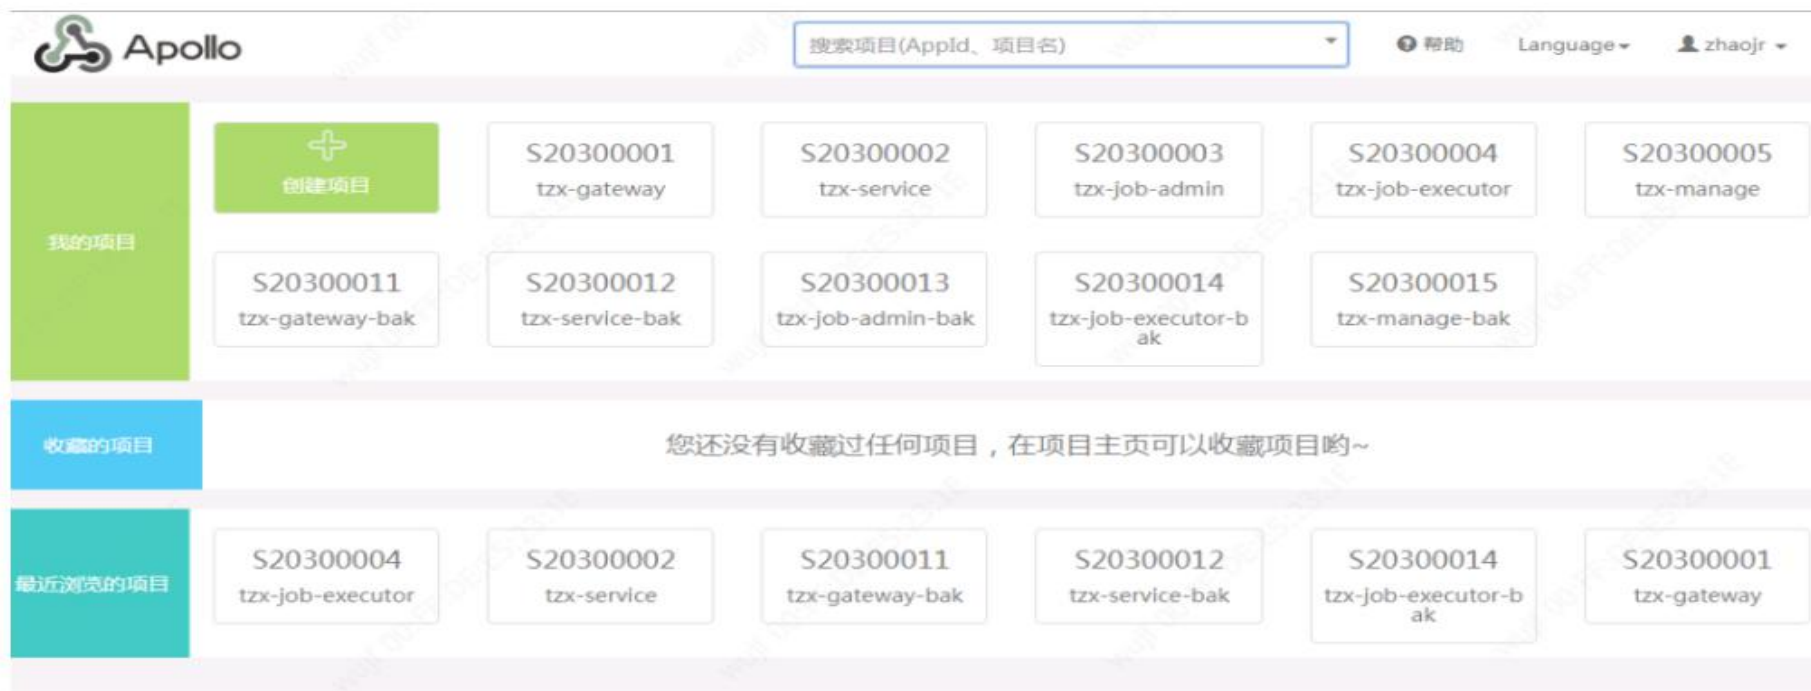 Apollo
搜索项目(AppId、项目名)
帮助
Language
zhaojr
我的项目
创建项目
S20300001
tzx-gateway
S20300002
tzx-service
S20300003
tzx-job-admin
S20300004
tzx-job-executor
S20300005
tzx-manage
S20300011
tzx-gateway-bak
S20300012
tzx-service-bak
S20300013
tzx-job-admin-bak
S20300014
tzx-job-executor-b
ak
S20300015
tzx-manage-bak
收藏的项目
您还没有收藏过任何项目，在项目主页可以收藏项目哟~
最近浏览的项目
S20300004
tzx-job-executor
S20300002
tzx-service
S20300011
tzx-gateway-bak
S20300012
tzx-service-bak
S20300014
tzx-job-executor-b
ak
S20300001
tzx-gateway